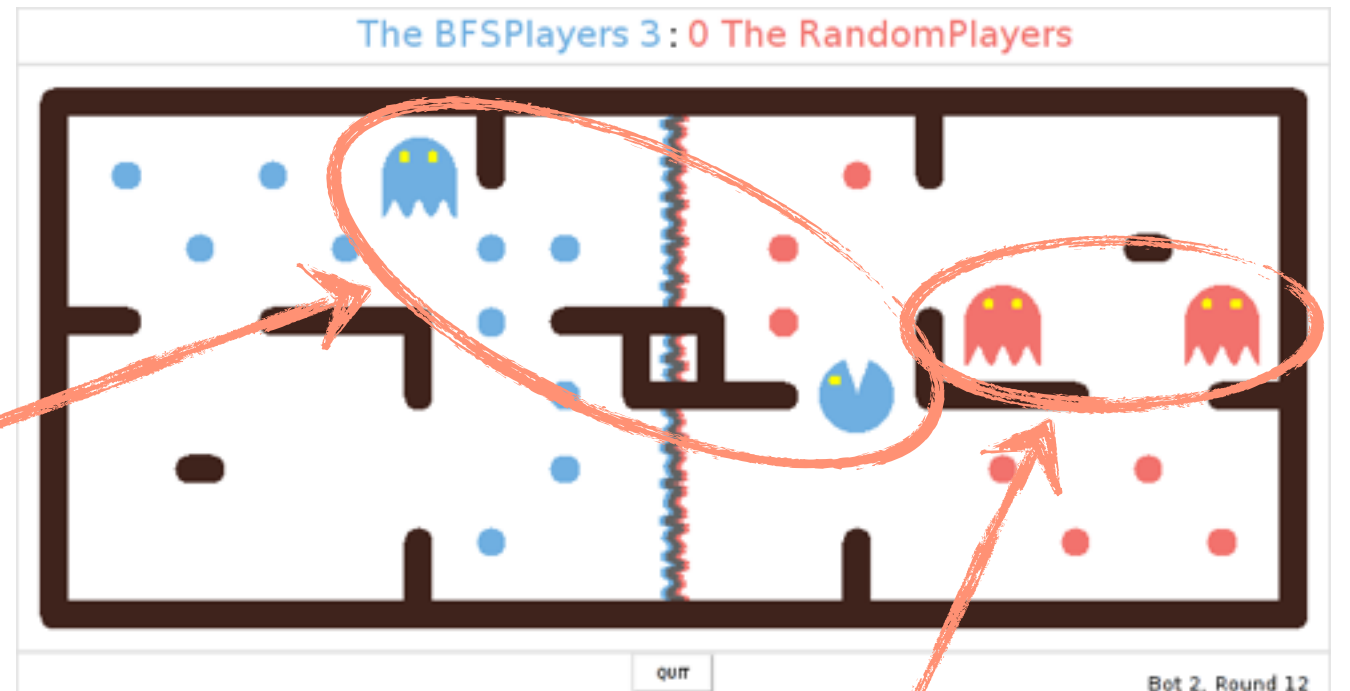 The BFSPlayers 3 : 0 The RandomPlayers
QUIT
Bot 2, Round 12